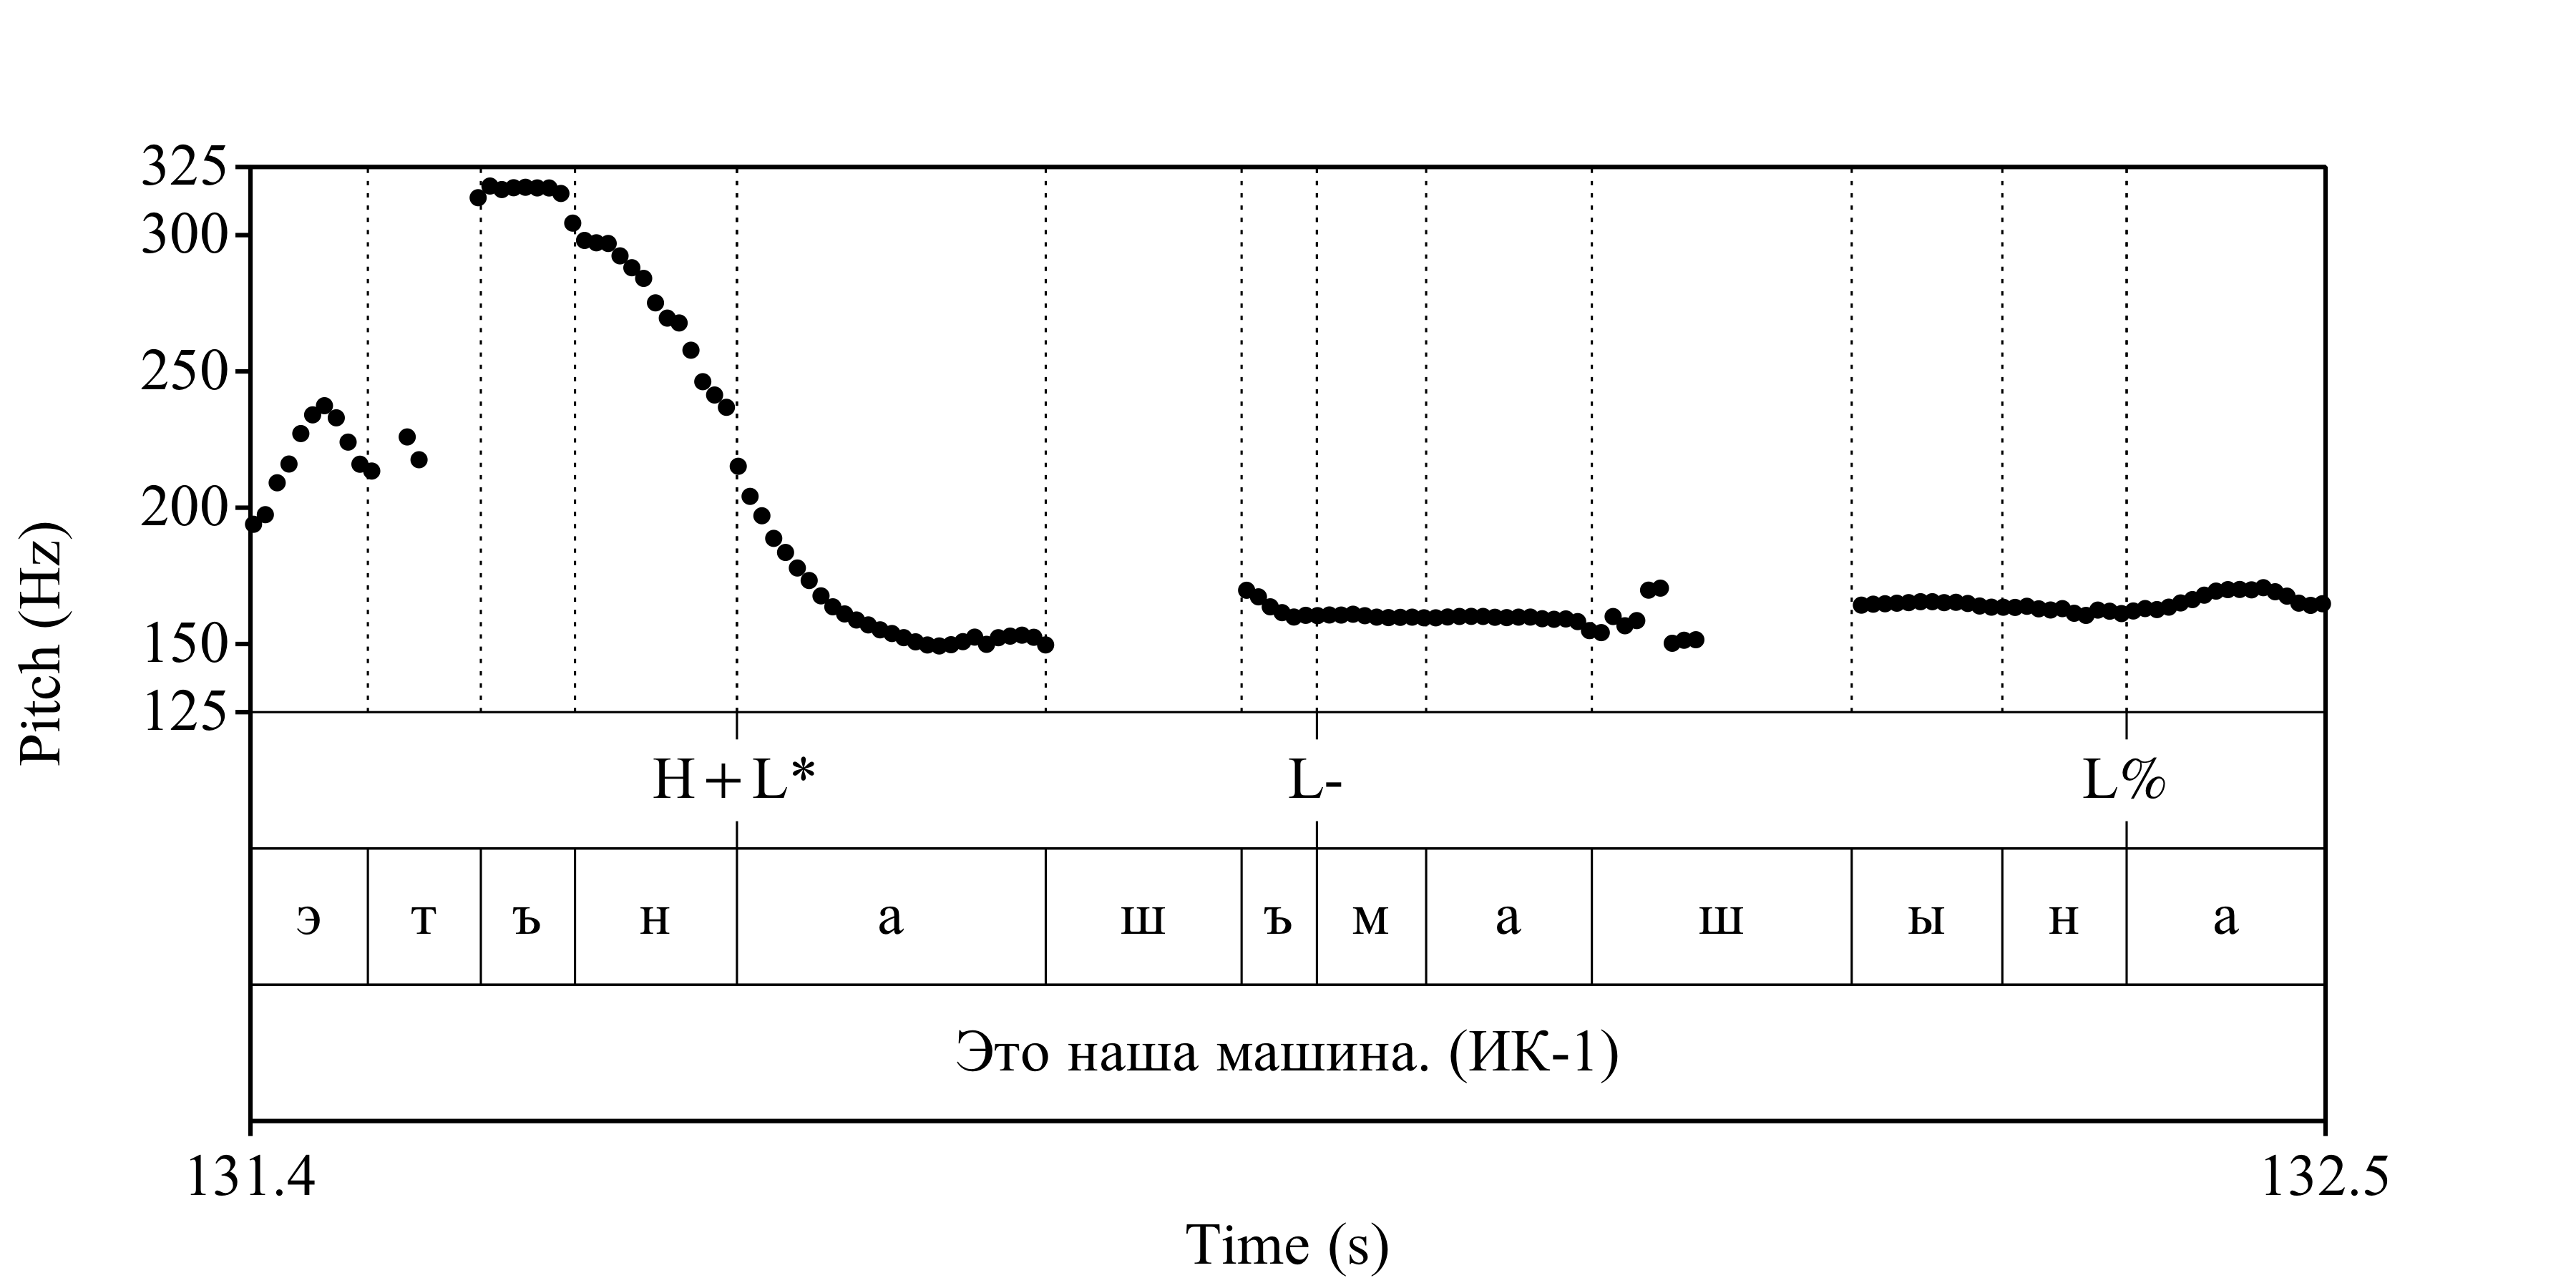 325
300
250
200
150
125
Pitch (Hz)
H+L* L- L%
э т ъ н а ш ъ м а ш ы н а
Это наша машина. (ИК-1)
131.4 132.5
Time (s)